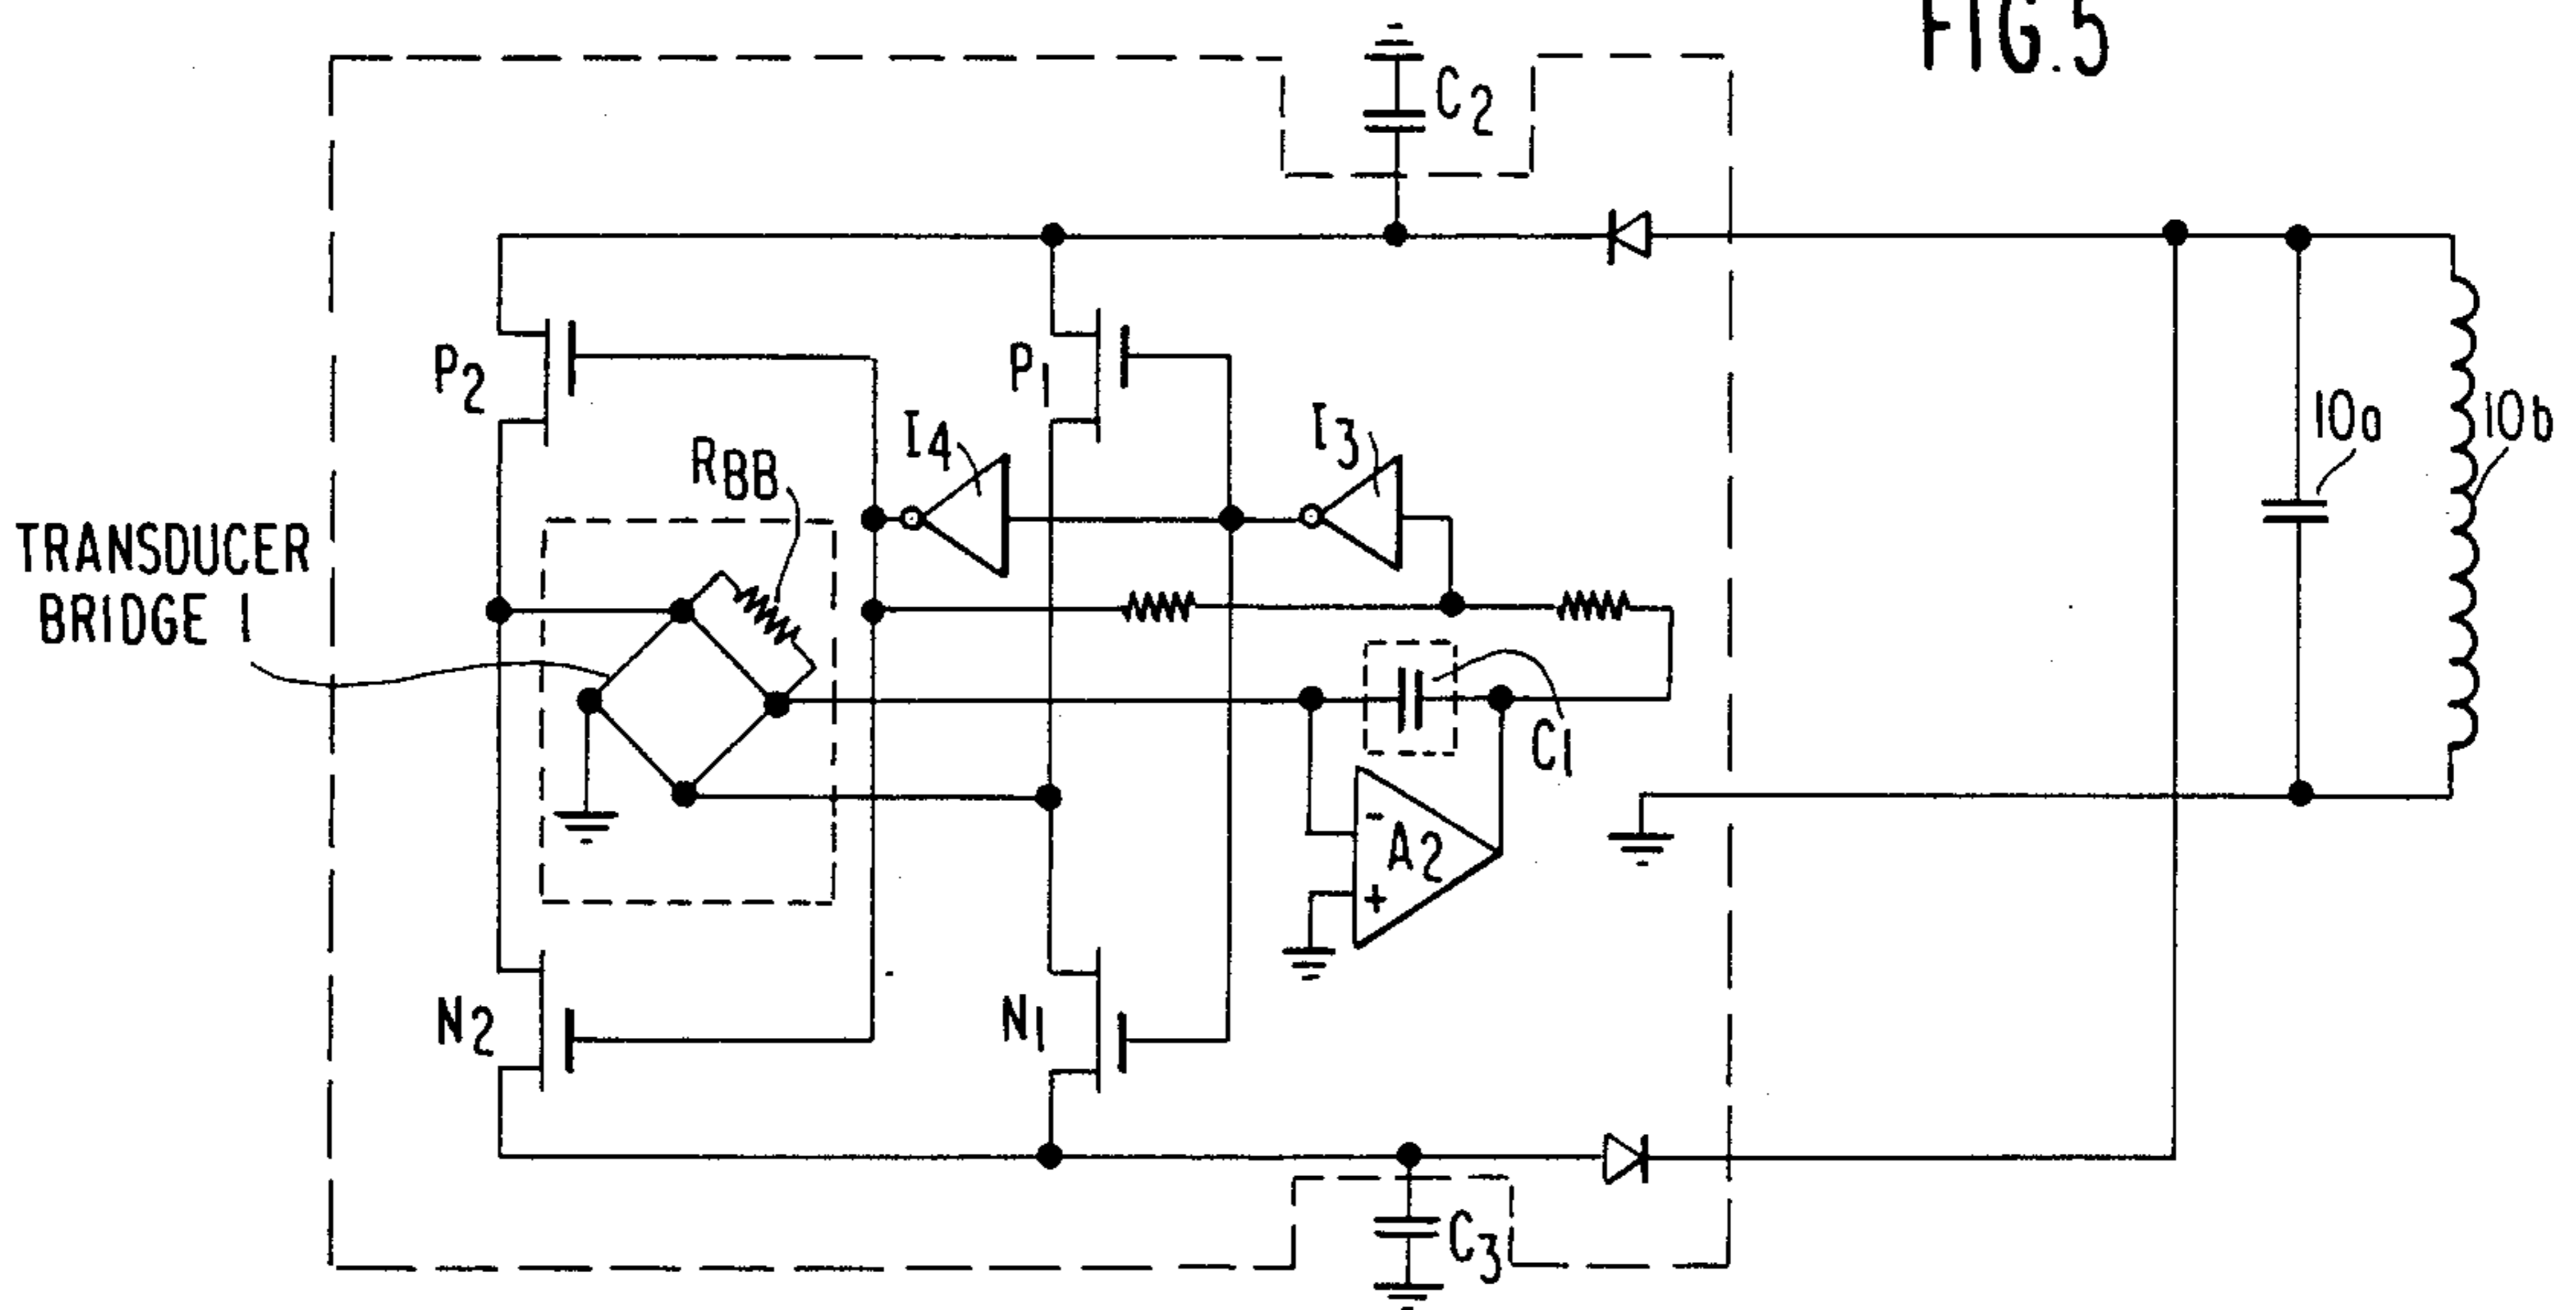 FIG.5
C2
P2
P1
I4
I3
RBB
10a
10b
TRANSDUCER
BRIDGE 1
C1
-
A2
+
N2
N1
C3